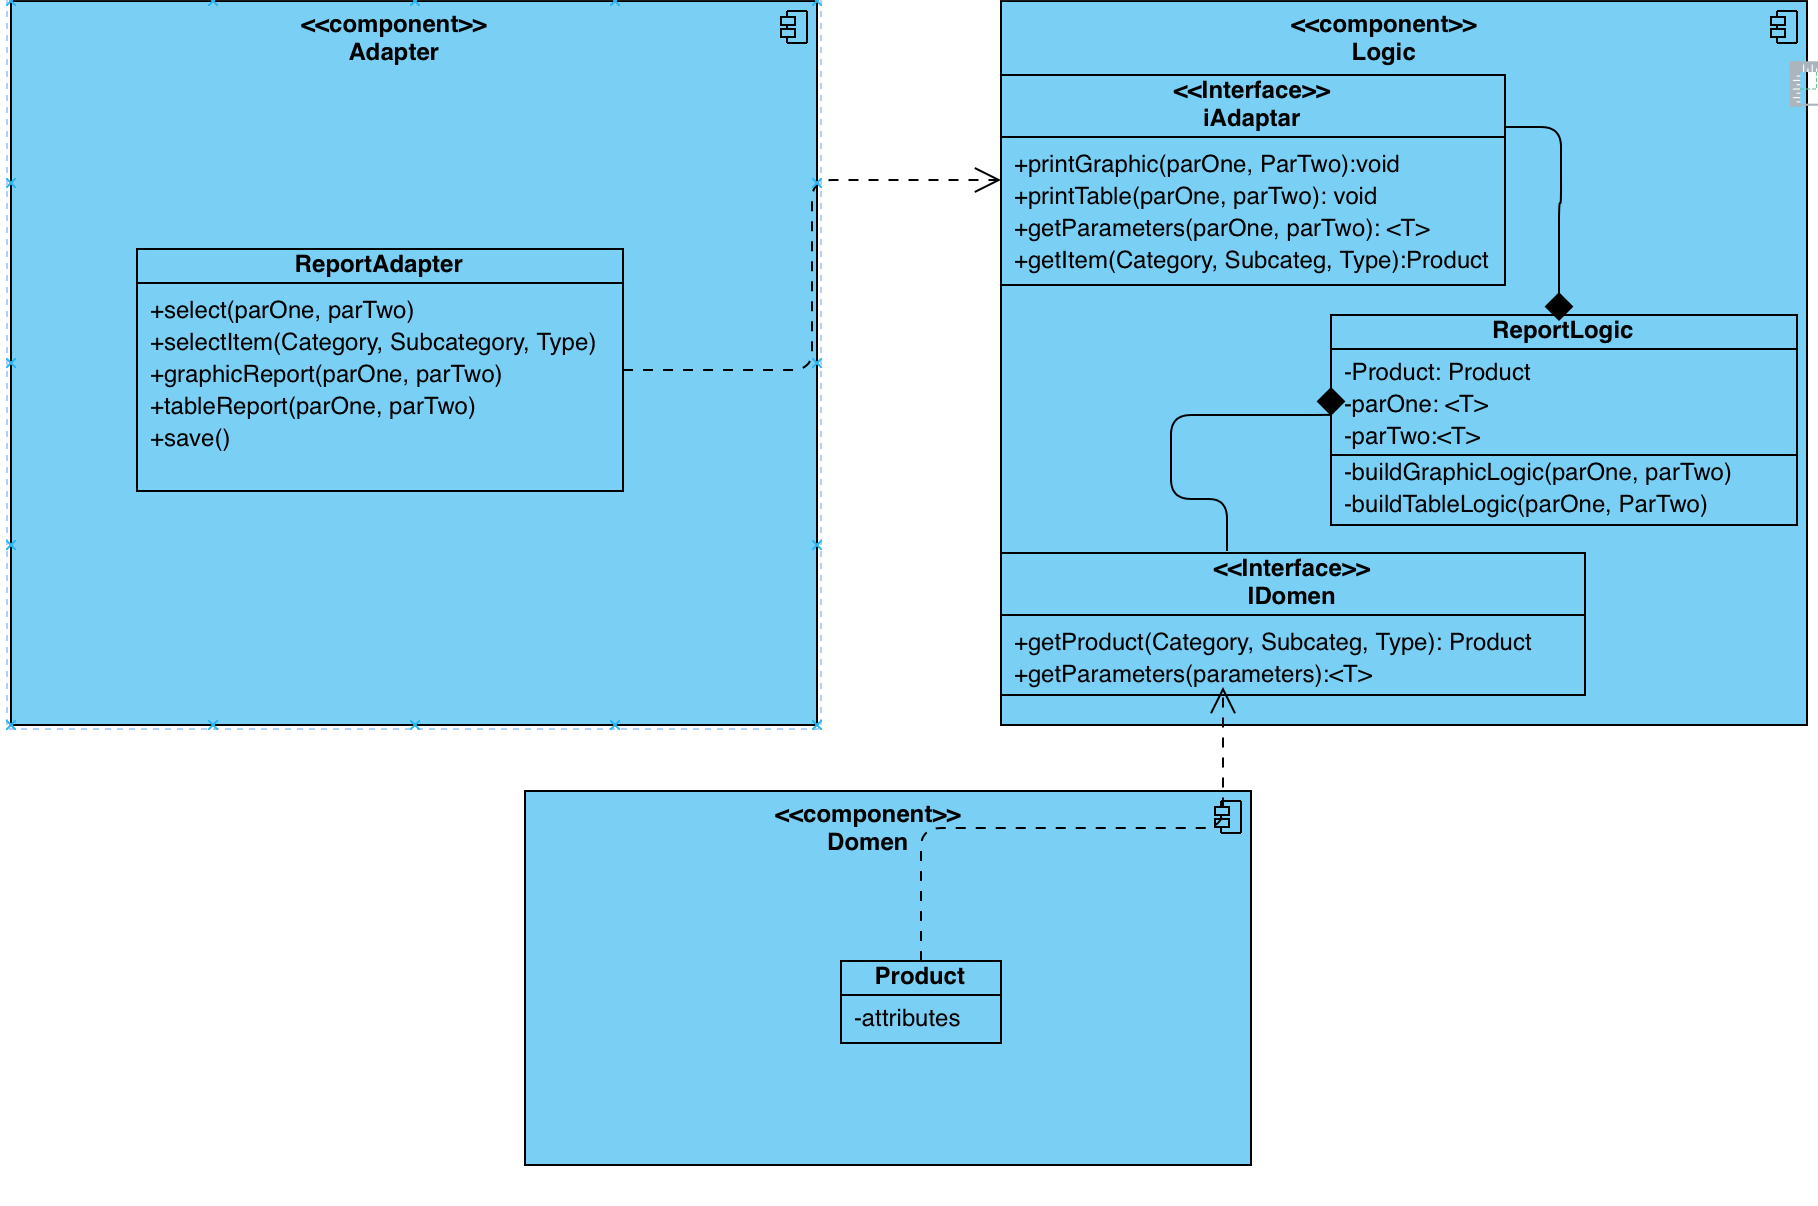 <<component>>
Adapter
ReportAdapter
+select(parOne, parTwo)
+selectItem(Category, Subcategory, Type)
+graphicReport(parOne, parTwo)
+tableReport(parOne, parTwo)
+save()
<<component>>
Logic
<<Interface>>
iAdaptar
+printGraphic(parOne, ParTwo):void
+printTable(parOne, parTwo): void
+getParameters(parOne, parTwo): <T>
+getItem(Category, Subcateg, Type):Product
ReportLogic
-Product: Product
-parOne: <T>
-parTwo:<T>
-buildGraphicLogic(parOne, parTwo)
-buildTableLogic(parOne, ParTwo)
<<Interface>>
IDomen
+getProduct(Category, Subcateg, Type): Product
+getParameters(parameters):<T>
<<component>>
Domen
Product
-attributes